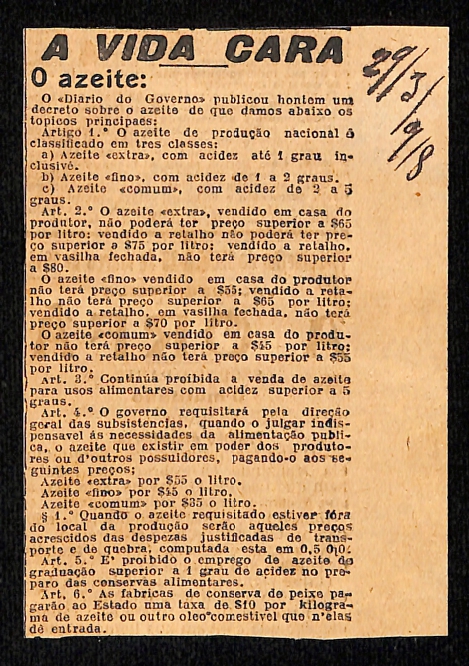 A VIDA CARA
29/3/918
O azeite:
O «Diario do Governo» publicou hontem um
decreto sobre o azeite de que damos abaixo os
topicos principaes:
Artigo 1.º O azeite de produção nacional é
classificado em tres classes:
a) Azeite «extra», com acidez até 1 grau in-
clusivé.
b) Azeite «fino», com acidez de 1 a 2 graus.
c) Azeite «comum», com acidez de 2 a 5
graus.
Art. 2.º O azeite «extra», vendido em casa do
produtor, não poderá ter preço superior a $65
por litro; vendido a retalho não poderá ter pre-
ço superior a $75 por litro; vendido a retalho,
em vasilha fechada, não terá preço superior
a $80.
O azeite «fino» vendido em casa do produtor
não terá preço superior a $55; vendido a reta-
lho não terá preço superior a $65 por litro;
vendido a retalho, em vasilha fechada, não terá
preço superior a $70 por litro.
O azeite «comum» vendido em casa do produ-
tor não terá preço superior a $45 por litro;
vendido a retalho não terá preço superior a $55
por litro.
Art. 3.º Continúa proibida a venda de azeite
para usos alimentares com acidez superior a 5
graus.
Art. 4.º O governo requisitará pela direção
geral das subsistencias, quando o julgar indis-
pensavel ás necessidades da alimentação publi-
ca, o azeite que existir em poder dos produto-
res ou d'outros possuidores, pagando-o aos se-
guintes preços;
Azeite «extra» por $55 o litro.
Azeite «fino» por $45 o litro.
Azeite «comum» por $35 o litro.
§ 1.º Quando o azeite requisitado estiver fóra
do local da produção serão aqueles preços
acrescidos das despezas justificadas de trans-
porte e de quebra, computada esta em 0,5 0/0:
Art. 5.º E' proibido o emprego de azeite de
graduação superior a 1 grau de acidez no pre-
paro das conservas alimentares.
Art. 6.º As fabricas de conserva de peixe pa-
garão ao Estado uma taxa de $10 por kilogra-
ma de azeite ou outro oleo comestivel que n'elas
dê entrada.